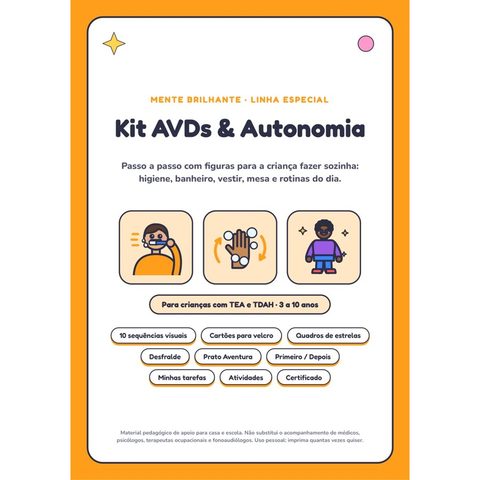 MENTE BRILHANTE · LINHA ESPECIAL
Kit AVDs & Autonomia
Passo a passo com figuras para a criança fazer sozinha:
higiene, banheiro, vestir, mesa e rotinas do dia.
Para crianças com TEA e TDAH · 3 a 10 anos
10 sequências visuais
Cartões para velcro
Quadros de estrelas
Desfralde
Prato Aventura
Primeiro / Depois
Minhas tarefas
Atividades
Certificado
Material pedagógico de apoio para casa e escola. Não substitui o acompanhamento de médicos,
psicólogos, terapeutas ocupacionais e fonoaudiólogos. Uso pessoal; imprima quantas vezes quiser.